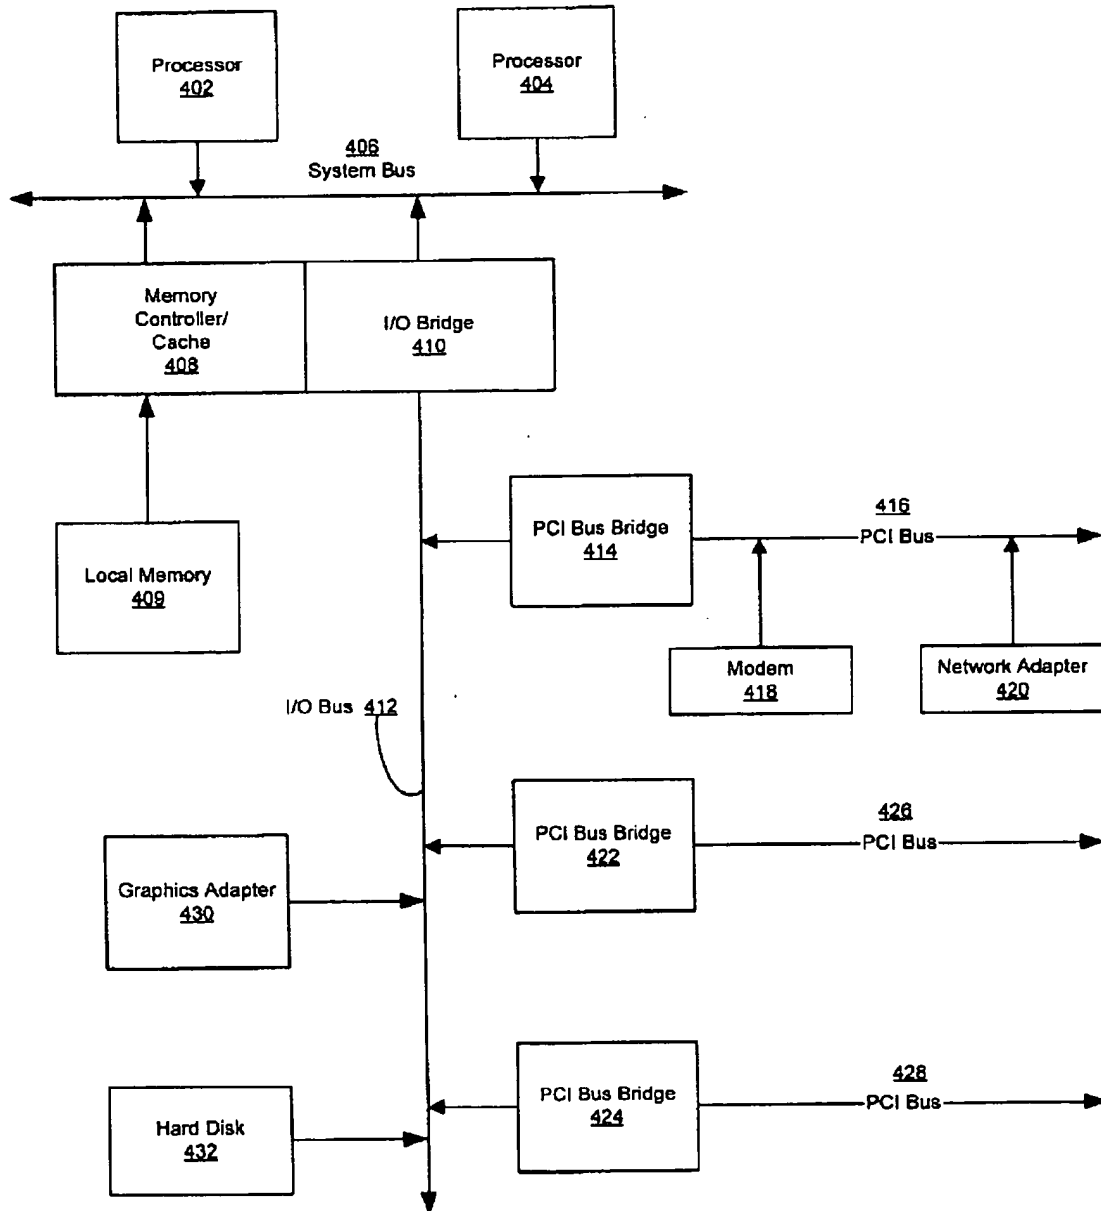 Processor
402
Processor
404
406
System Bus
Memory
Controller/
Cache
408
I/O Bridge
410
PCI Bus Bridge
414
416
PCI Bus
Local Memory
409
Modem
418
Network Adapter
420
I/O Bus 412
PCI Bus Bridge
422
426
PCI Bus
Graphics Adapter
430
PCI Bus Bridge
424
428
PCI Bus
Hard Disk
432